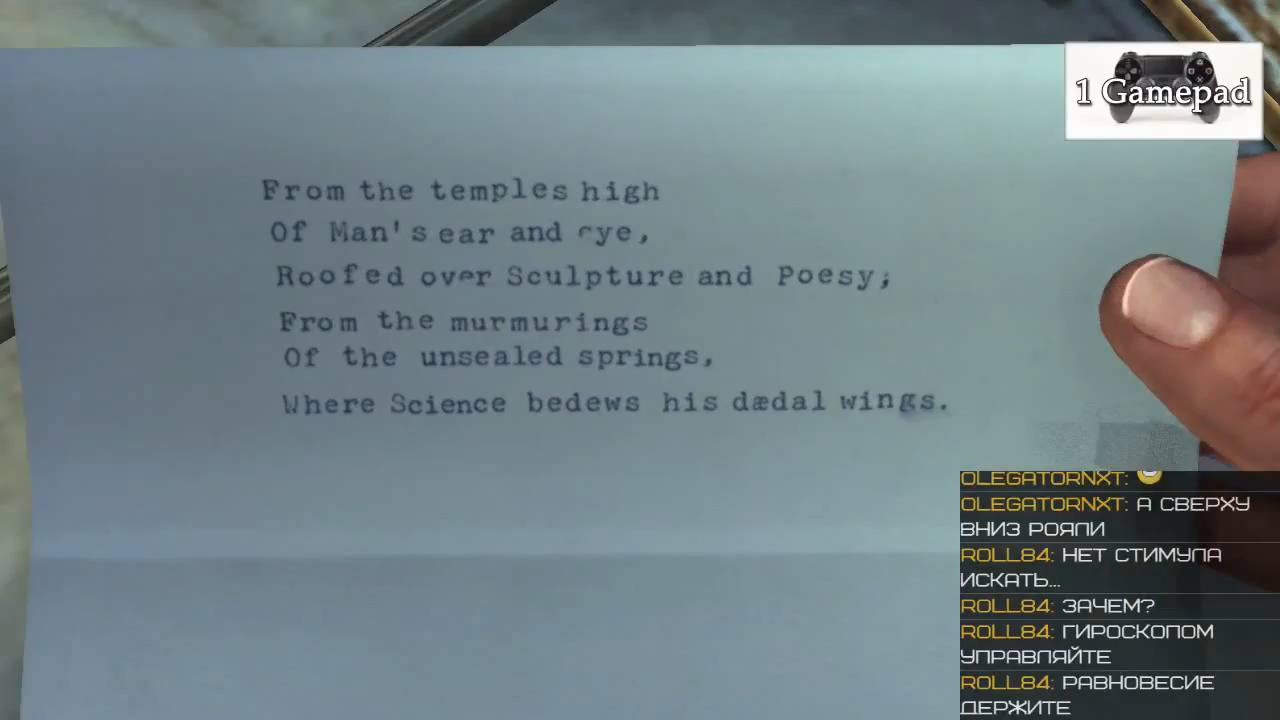 1 Gamepad
From the temples high
Of Man's ear and eye,
Roofed over Sculpture and Poesy;
From the murmurings
Of the unsealed springs,
Where Science bedews his dædal wings.
OLEGATORNXT:
OLEGATORNXT: А СВЕРХУ
ВНИЗ РОЯЛИ
ROLL84: НЕТ СТИМУЛА
ИСКАТЬ...
ROLL84: ЗАЧЕМ?
ROLL84: ГИРОСКОПОМ
УПРАВЛЯЙТЕ
ROLL84: РАВНОВЕСИЕ
ДЕРЖИТЕ